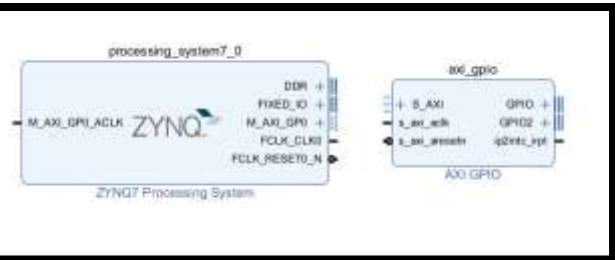 processing_system7_0
DDR
FIXED_IO
M_AXI_GP0_ACLK
ZYNQ
M_AXI_GP0
FCLK_CLK0
FCLK_RESET0_N
ZYNQ7 Processing System
axi_gpio
S_AXI
GPIO
s_axi_aclk
GPIO2
s_axi_aresetn
ip2intc_irpt
AXI GPIO